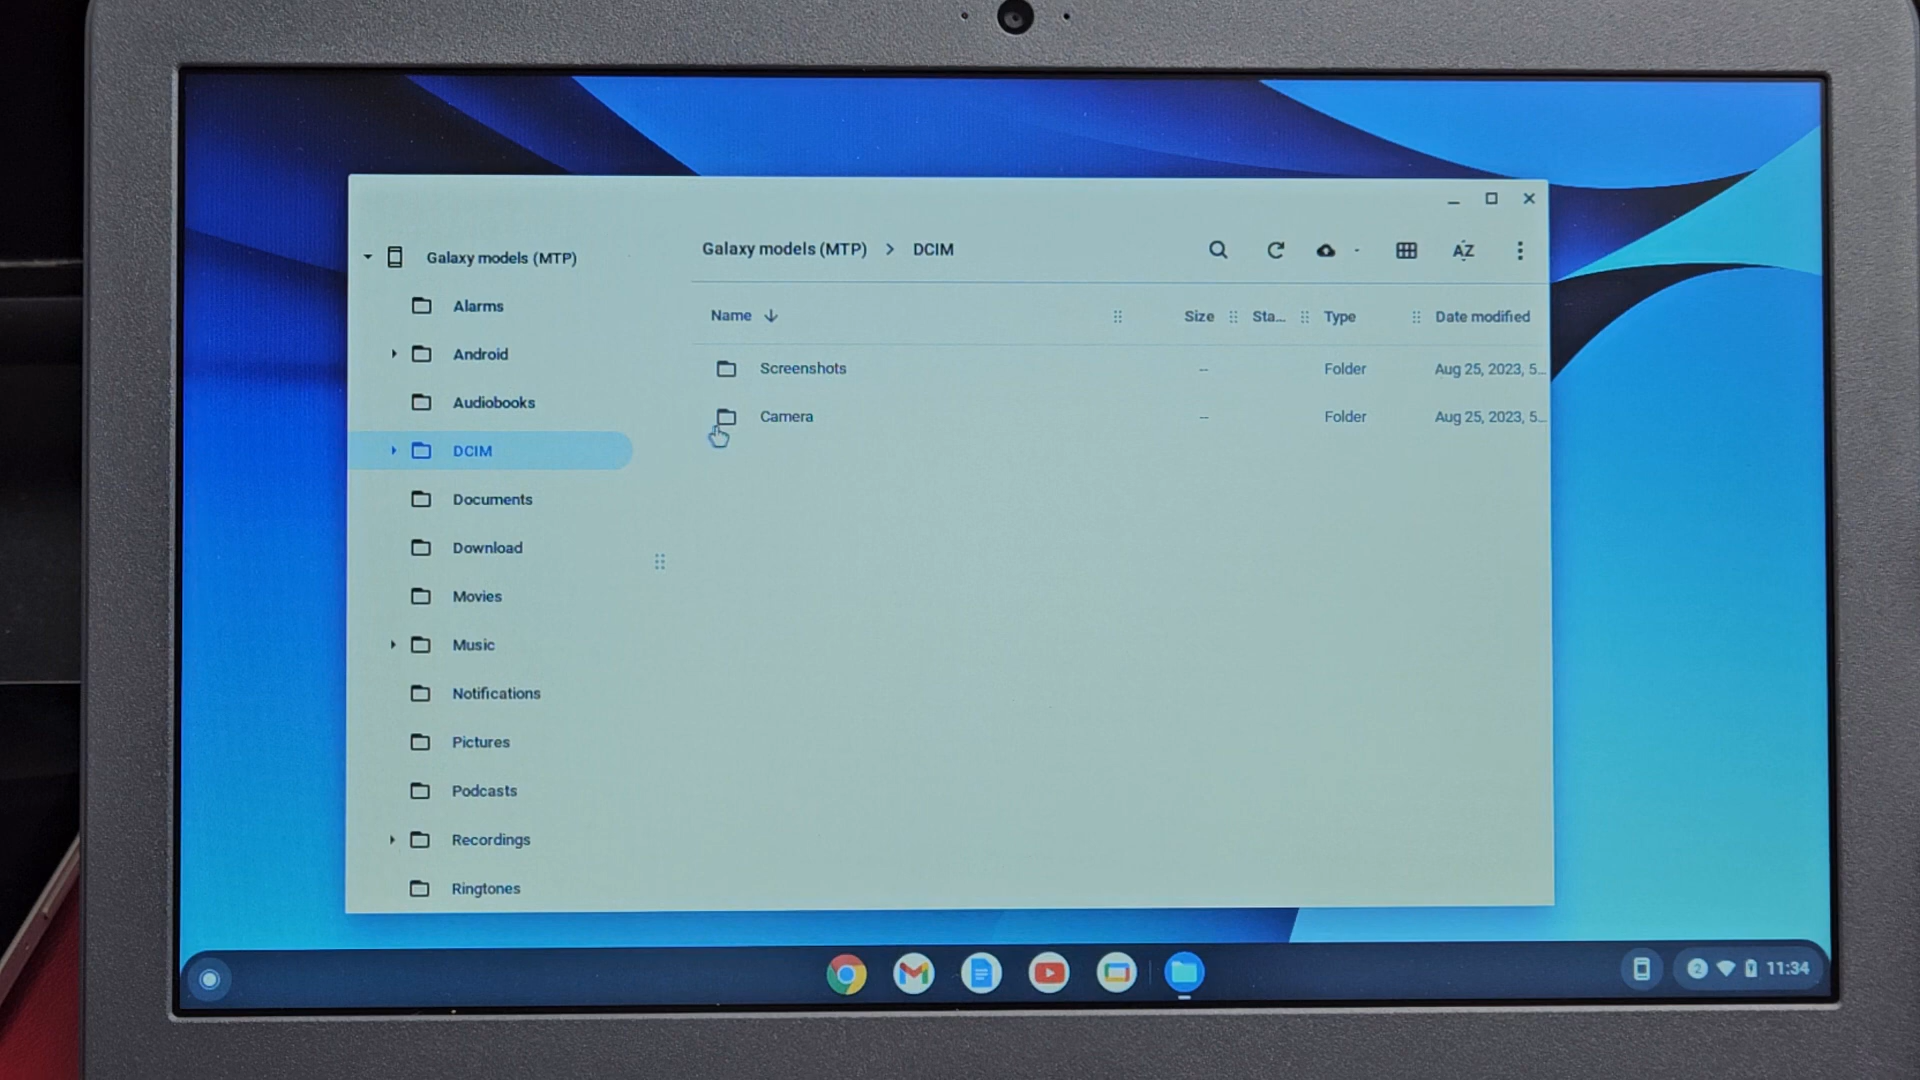 Galaxy models (MTP)
Alarms
Android
Audiobooks
DCIM
Documents
Download
Movies
Music
Notifications
Pictures
Podcasts
Recordings
Ringtones
Galaxy models (MTP) > DCIM
AZ
Name Size Sta... Type Date modified
Screenshots -- Folder Aug 25, 2023, 5...
Camera -- Folder Aug 25, 2023, 5...
2 11:34